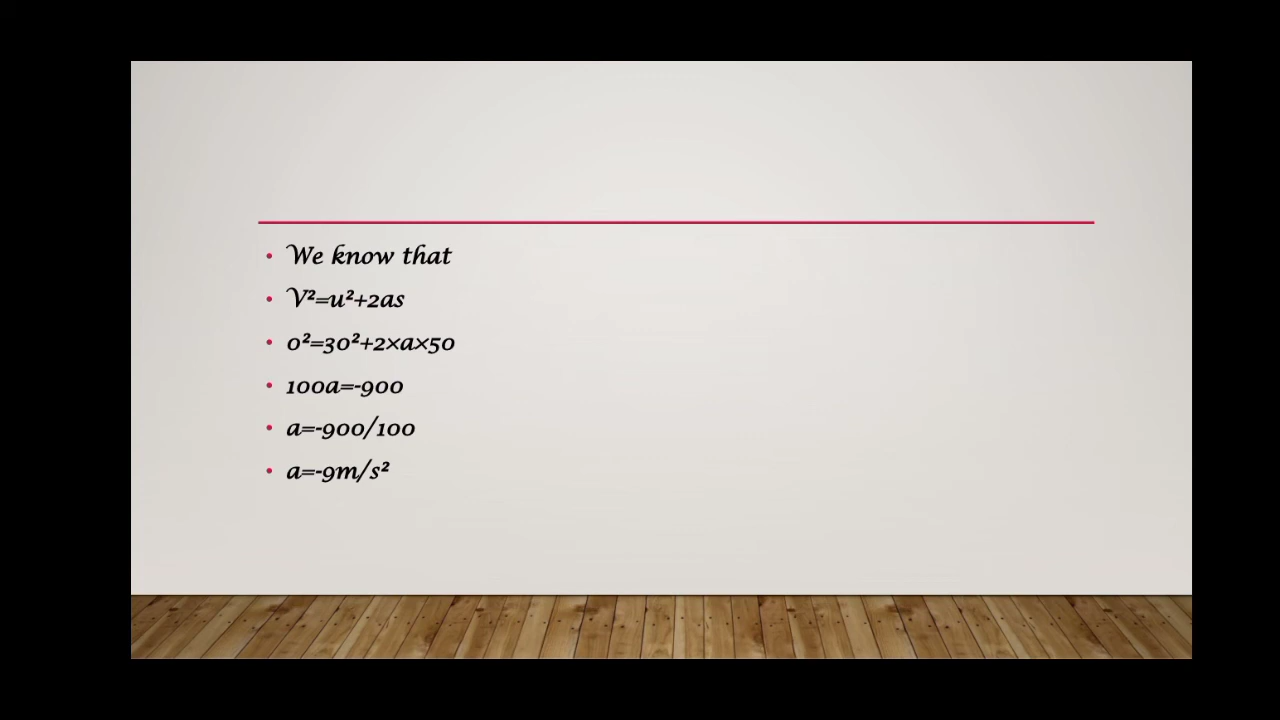 • We know that
• V²=u²+2as
• 0²=30²+2×a×50
• 100a=-900
• a=-900/100
• a=-9m/s²